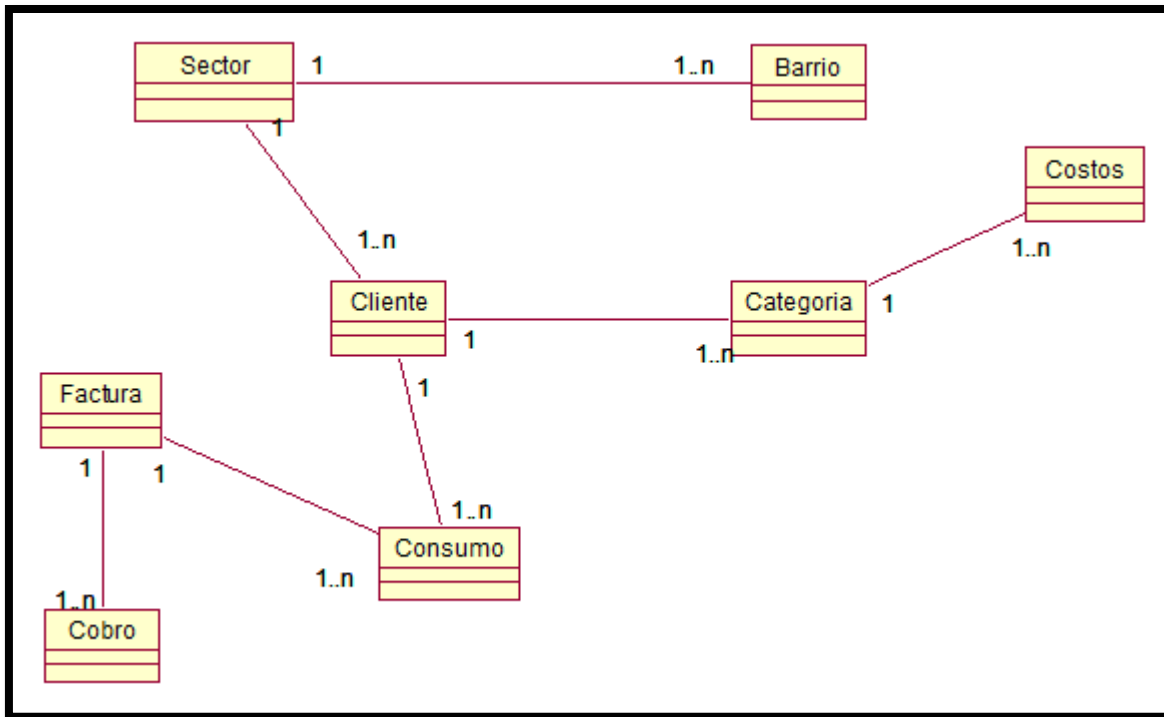 Sector
1
1..n
Barrio
1
Costos
1..n
1..n
Cliente
1
1..n
Categoria
1
1
Factura
1
1
1..n
Consumo
1..n
1..n
Cobro